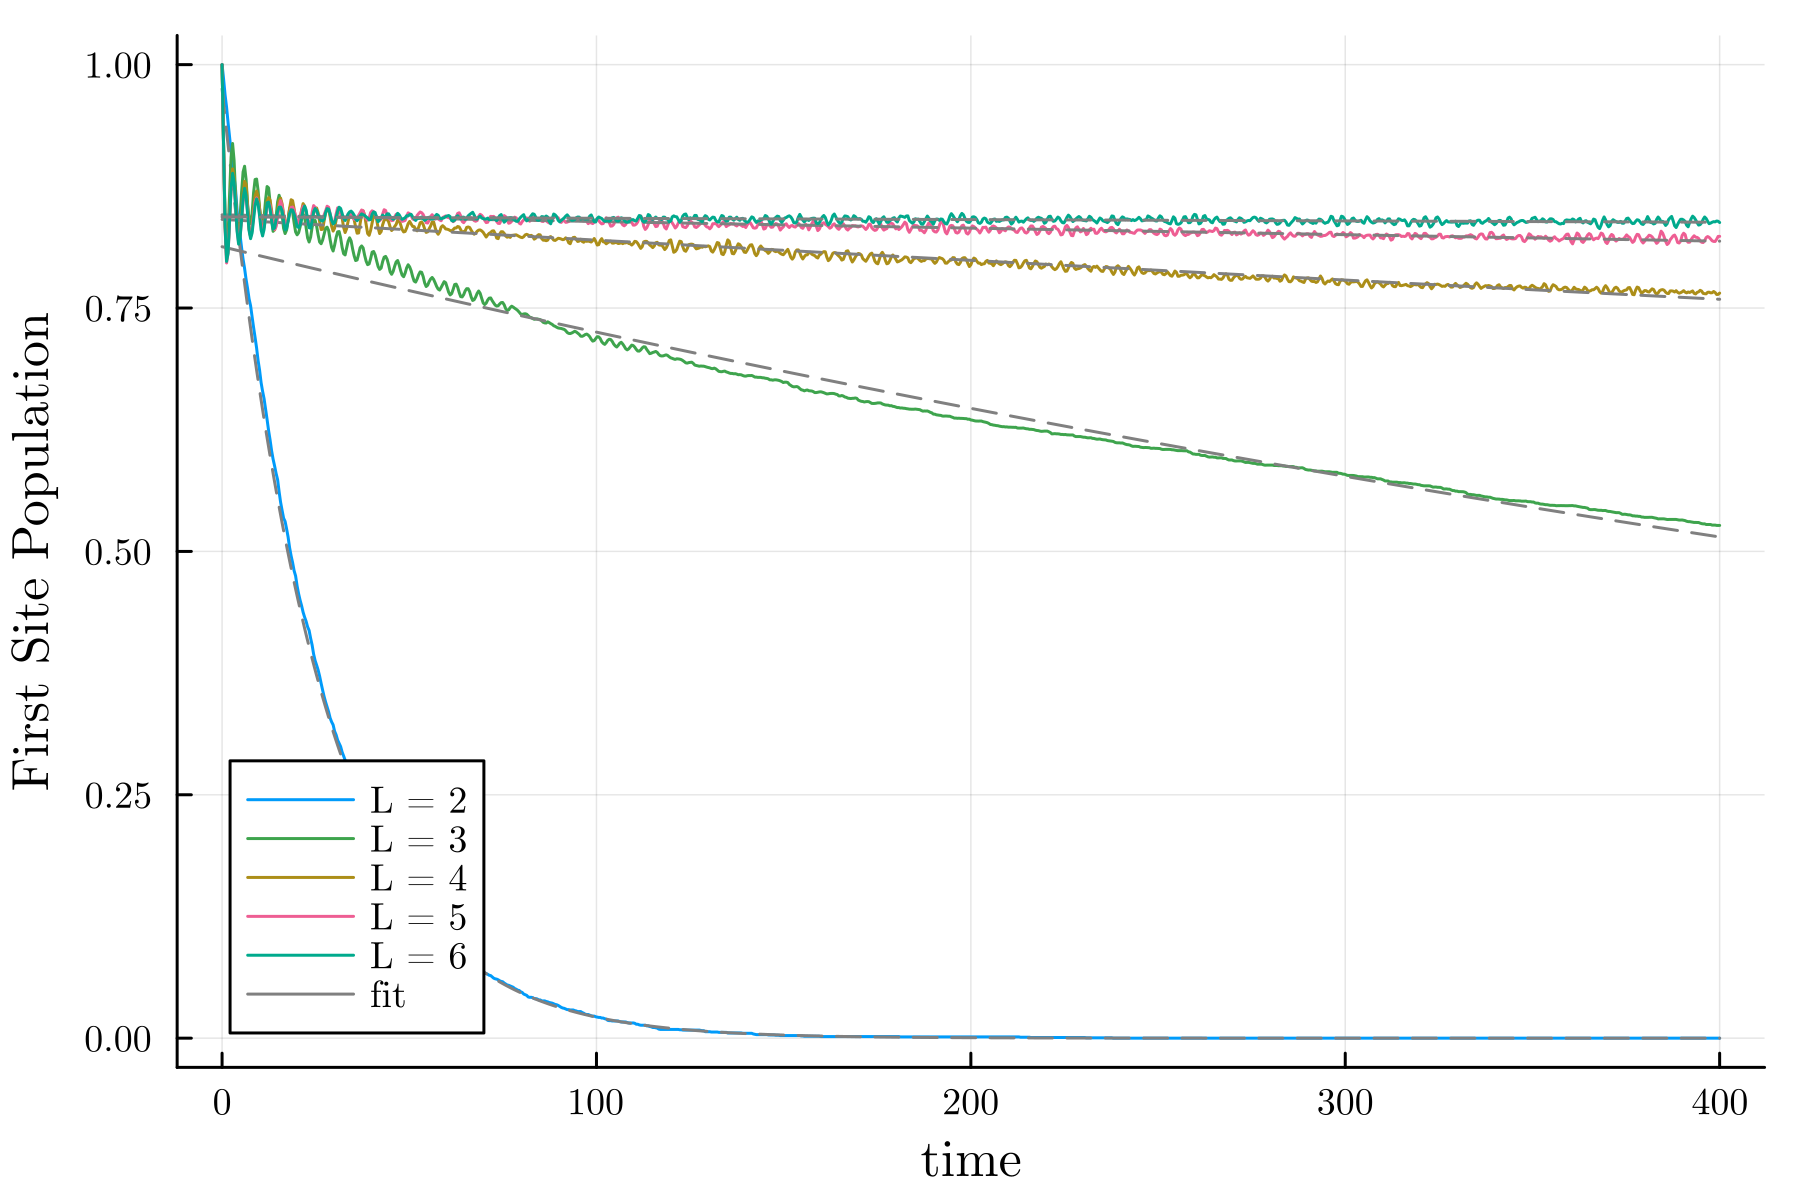 First Site Population
1.00
0.75
0.50
0.25
0.00
L = 2
L = 3
L = 4
L = 5
L = 6
fit
0 100 200 300 400
time